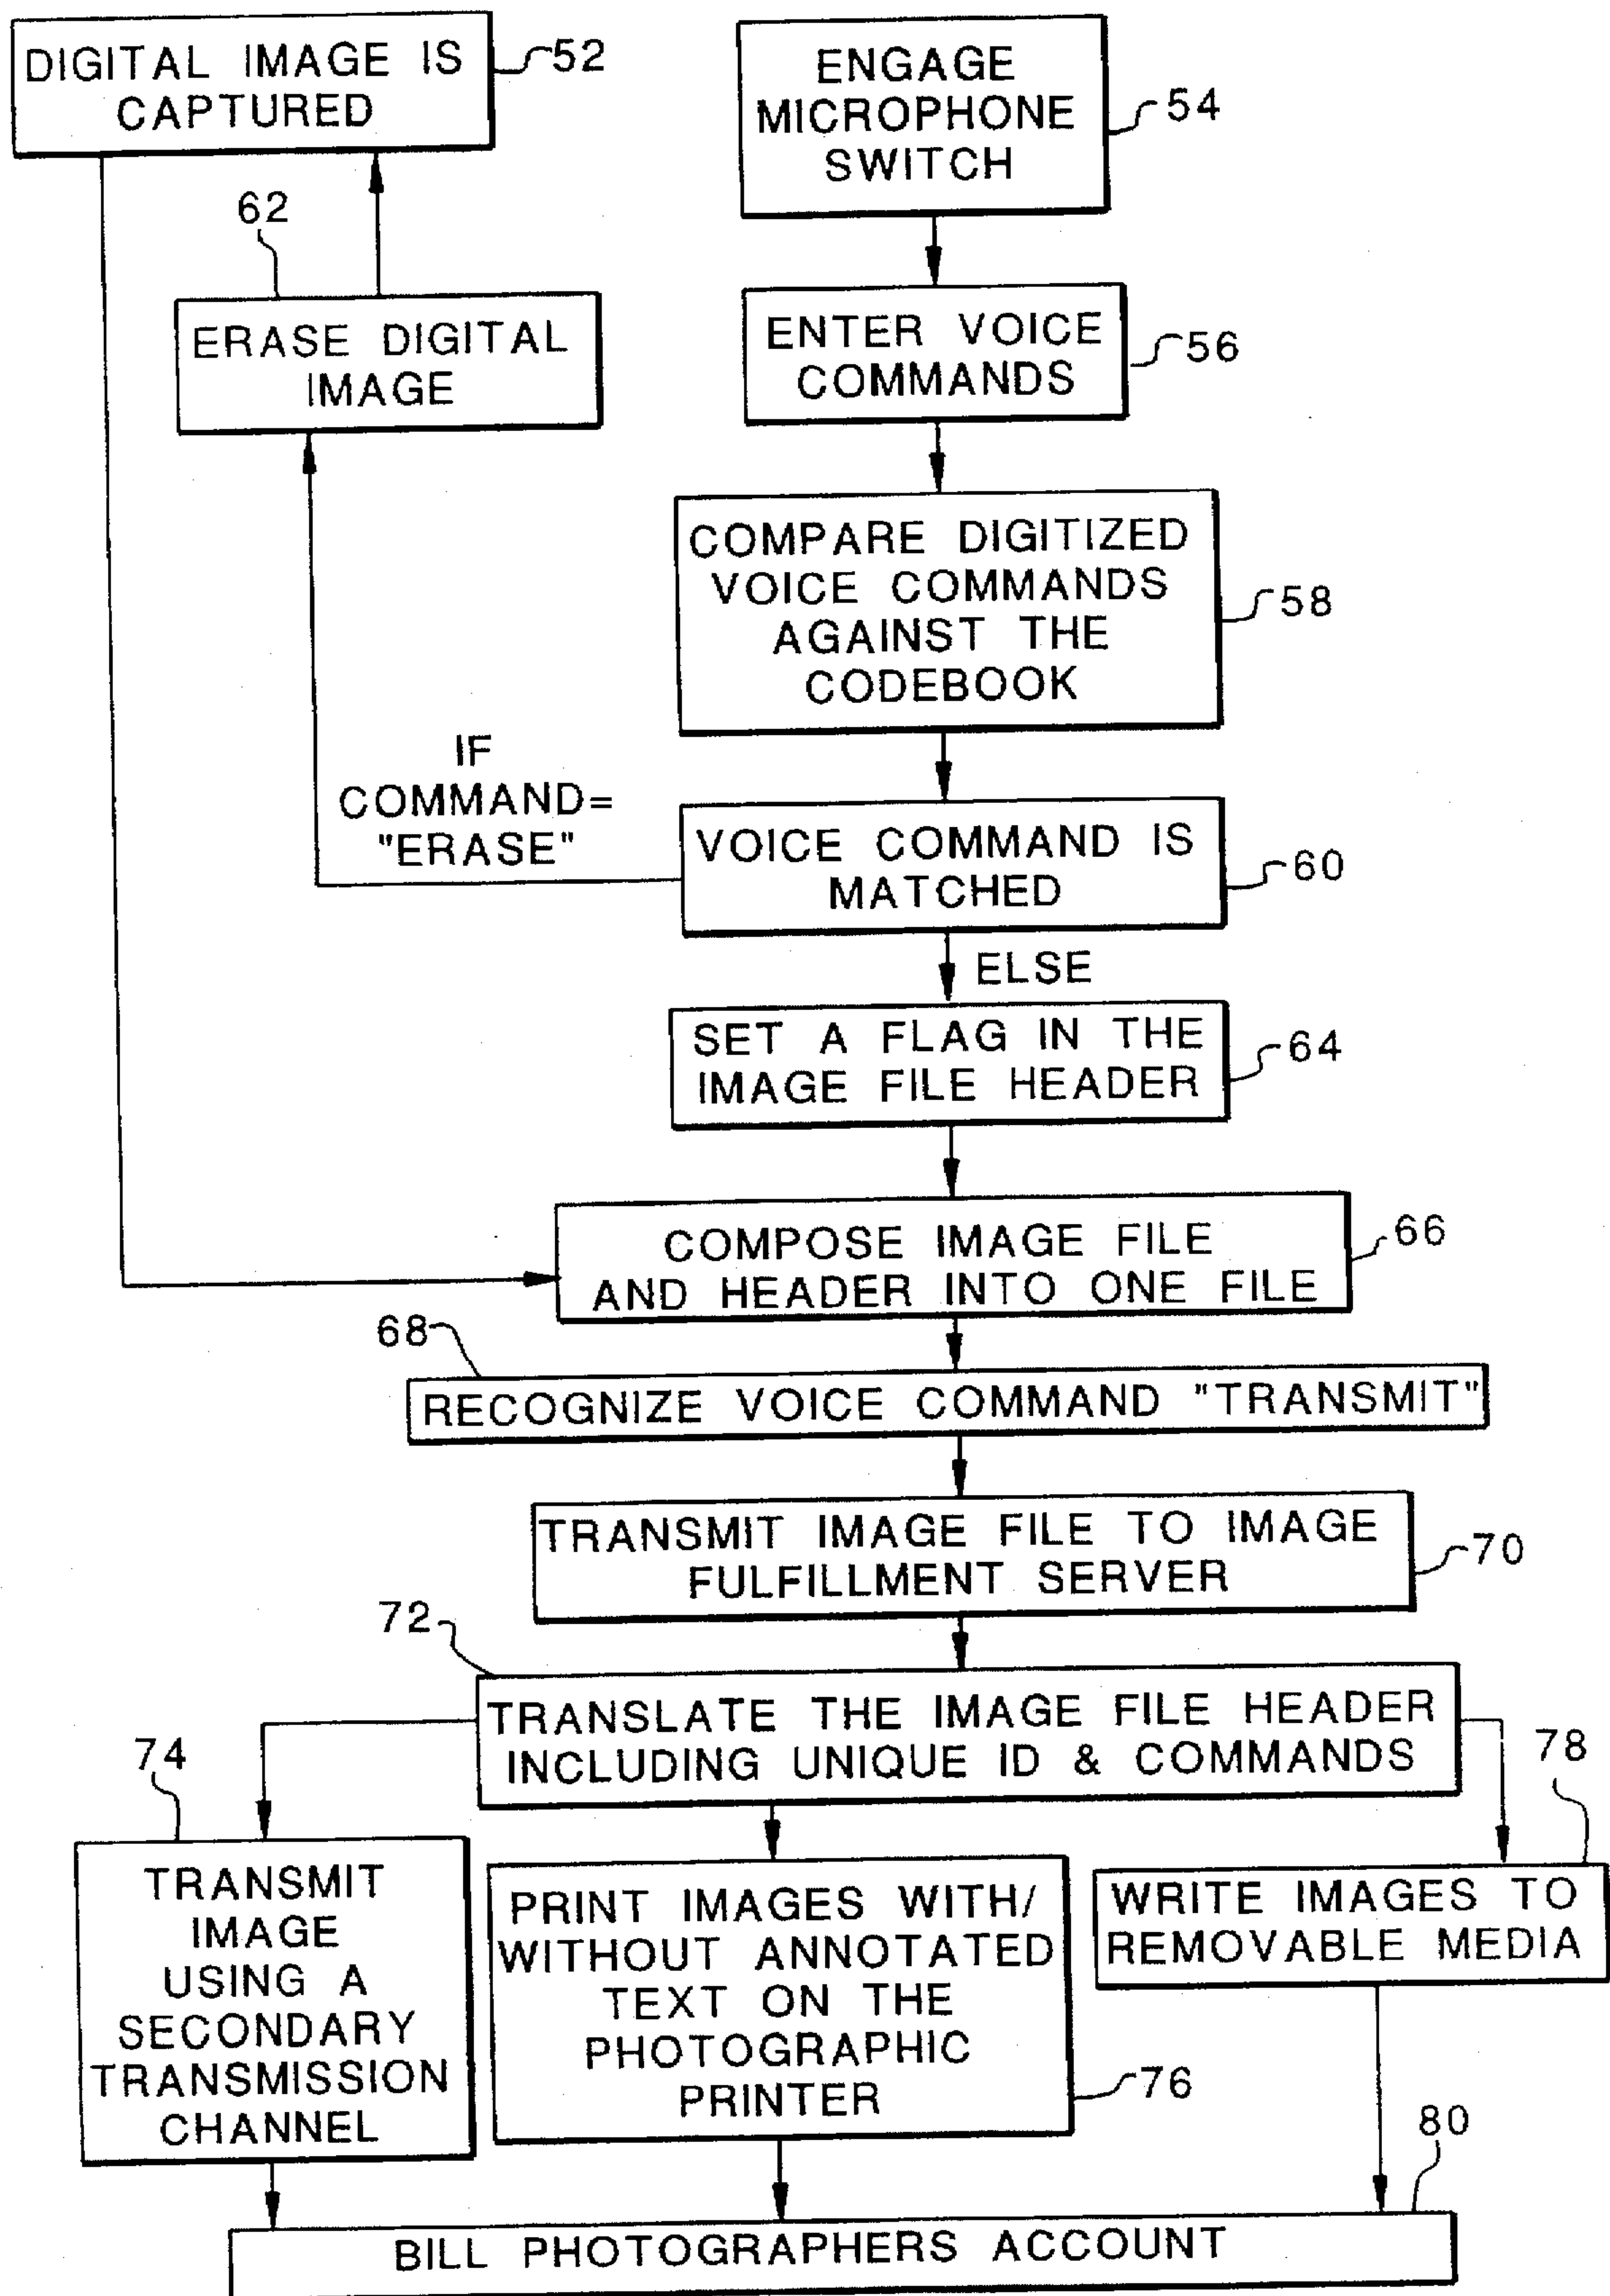 DIGITAL IMAGE IS
CAPTURED
52
ENGAGE
MICROPHONE
SWITCH
54
62
ERASE DIGITAL
IMAGE
ENTER VOICE
COMMANDS
56
COMPARE DIGITIZED
VOICE COMMANDS
AGAINST THE
CODEBOOK
58
IF
COMMAND=
"ERASE"
VOICE COMMAND IS
MATCHED
60
ELSE
SET A FLAG IN THE
IMAGE FILE HEADER
64
COMPOSE IMAGE FILE
AND HEADER INTO ONE FILE
66
68
RECOGNIZE VOICE COMMAND "TRANSMIT"
TRANSMIT IMAGE FILE TO IMAGE
FULFILLMENT SERVER
70
72
TRANSLATE THE IMAGE FILE HEADER
INCLUDING UNIQUE ID & COMMANDS
74
TRANSMIT
IMAGE
USING A
SECONDARY
TRANSMISSION
CHANNEL
PRINT IMAGES WITH/
WITHOUT ANNOTATED
TEXT ON THE
PHOTOGRAPHIC
PRINTER
76
78
WRITE IMAGES TO
REMOVABLE MEDIA
80
BILL PHOTOGRAPHERS ACCOUNT